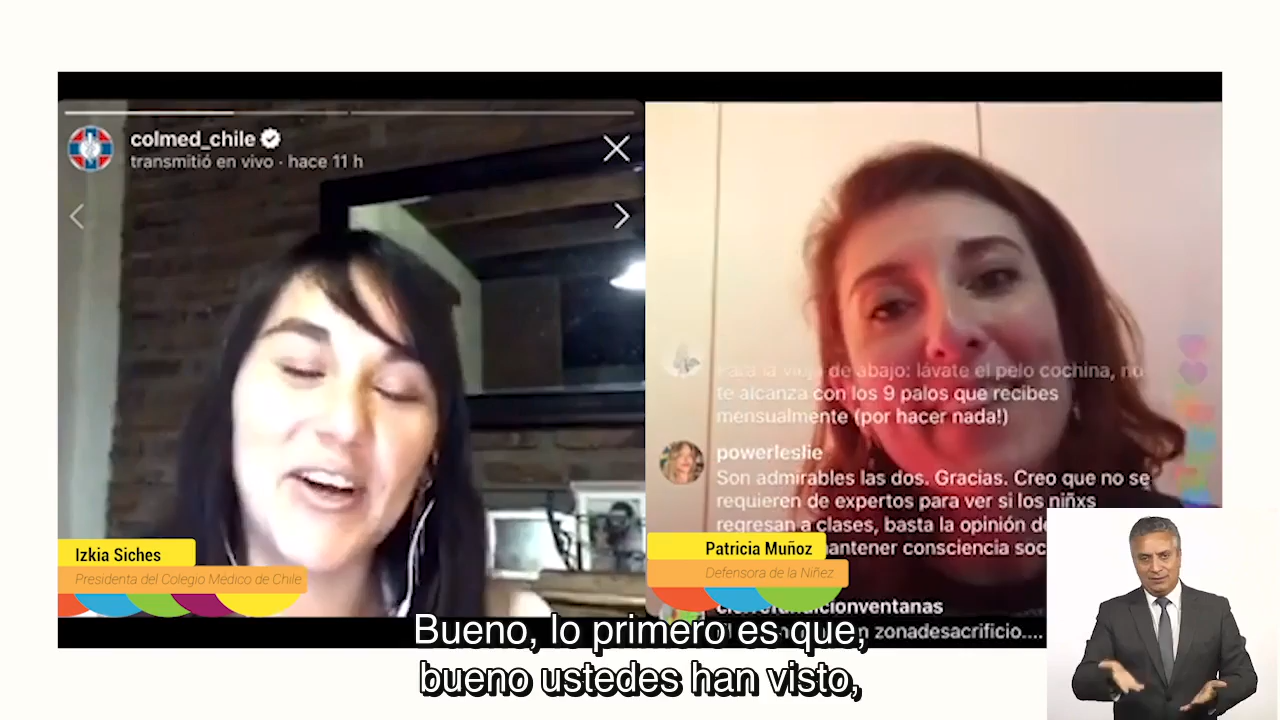 colmed_chile
transmitió en vivo · hace 11 h
Para la vieja de abajo: lávate el pelo cochina, no
te alcanza con los 9 palos que recibes
mensualmente (por hacer nada!)
powerleslie
Son admirables las dos. Gracias. Creo que no se
requieren de expertos para ver si los niñxs
regresan a clases, basta la opinión de
mantener consciencia soc
zonadesacrificio....
Izkia Siches
Presidenta del Colegio Médico de Chile
Patricia Muñoz
Defensora de la Niñez
Bueno, lo primero es que,
bueno ustedes han visto,